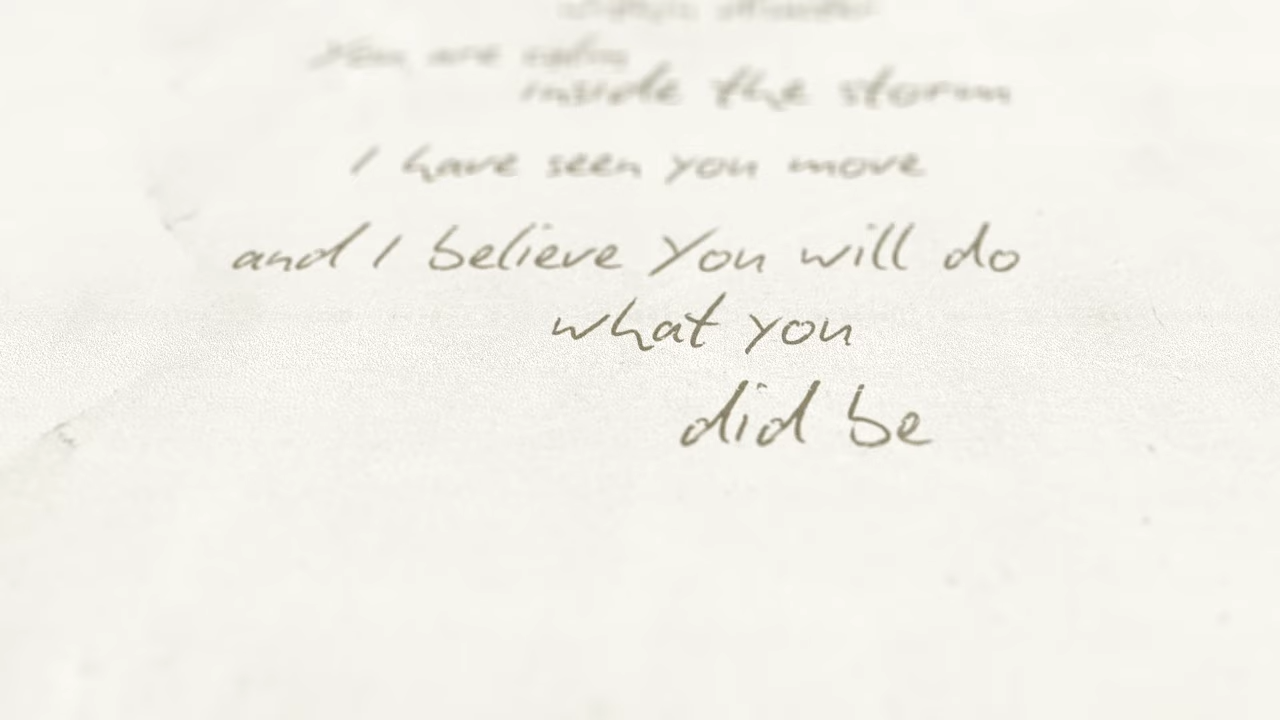 You are calm
inside the storm
I have seen you move
and I believe You will do
what you
did be